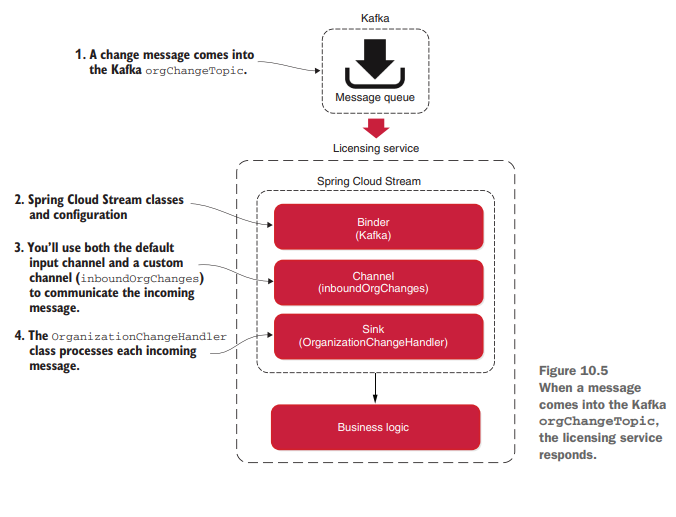 Kafka
1. A change message comes into
the Kafka orgChangeTopic.
Message queue
Licensing service
Spring Cloud Stream
2. Spring Cloud Stream classes
and configuration
Binder
(Kafka)
3. You’ll use both the default
input channel and a custom
channel (inboundOrgChanges)
to communicate the incoming
message.
Channel
(inboundOrgChanges)
4. The OrganizationChangeHandler
class processes each incoming
message.
Sink
(OrganizationChangeHandler)
Business logic
Figure 10.5
When a message
comes into the Kafka
orgChangeTopic,
the licensing service
responds.